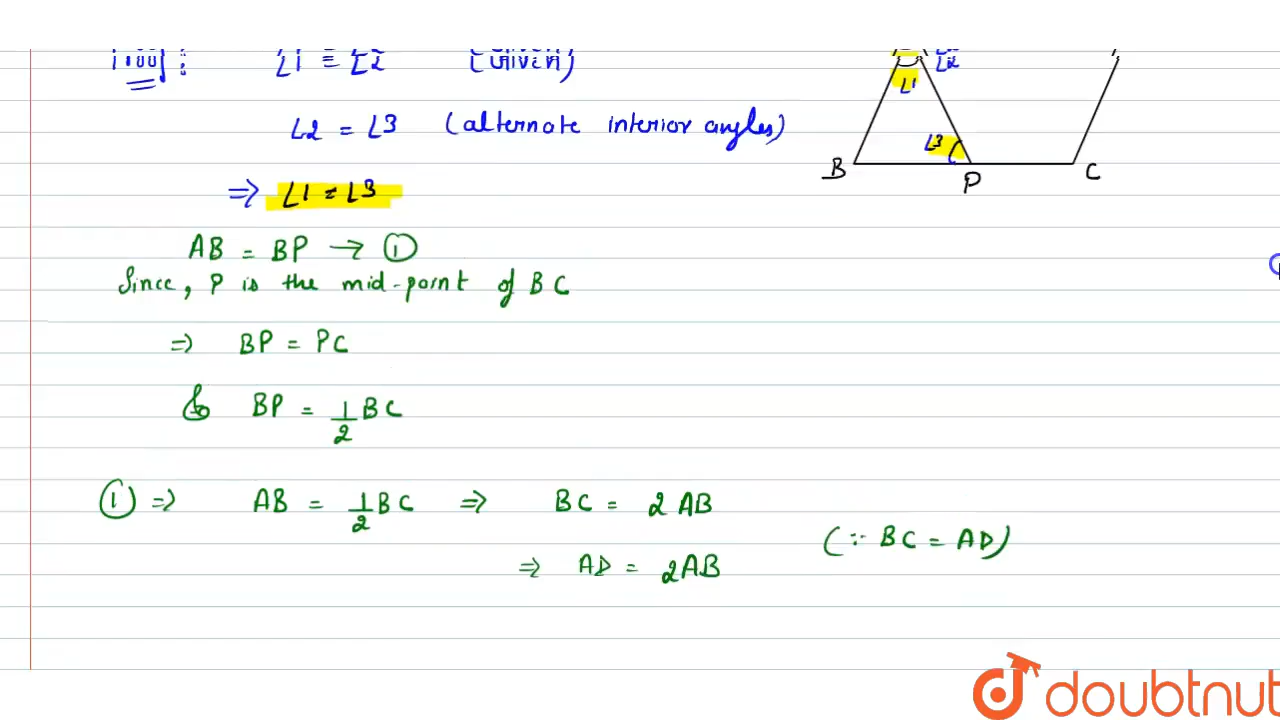 ∠1 = ∠2 (Given)
∠2
∠1
∠2 = ∠3 (alternate interior angles)
∠3
B
P
C
⇒ ∠1 = ∠3
AB = BP → ①
Since, P is the mid-point of BC
⇒ BP = PC
& BP = 1/2 BC
① ⇒ AB = 1/2 BC ⇒ BC = 2AB
⇒ AD = 2AB (∵ BC = AD)
doubtnut